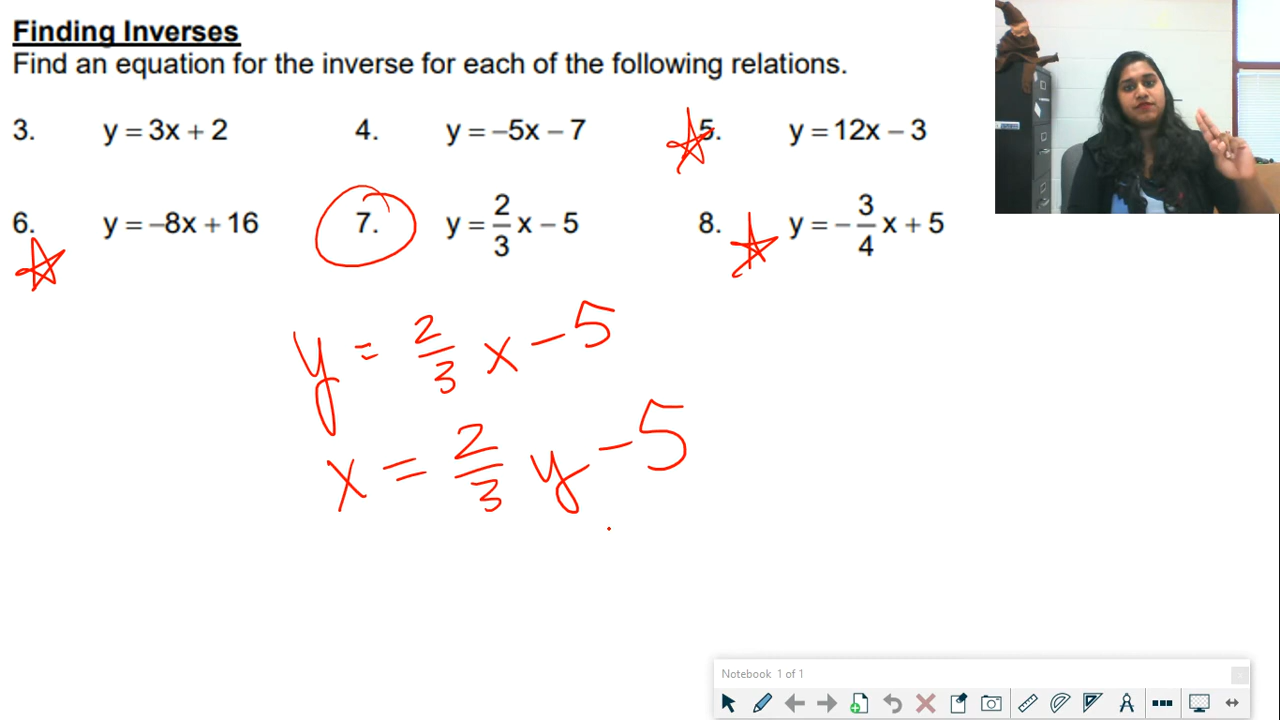 Finding Inverses
Find an equation for the inverse for each of the following relations.
3. y = 3x + 2 4. y = –5x – 7 5. y = 12x – 3
6. y = –8x + 16 7. y = 2/3 x – 5 8. y = – 3/4 x + 5
y = 2/3 x – 5
x = 2/3 y – 5
Notebook 1 of 1